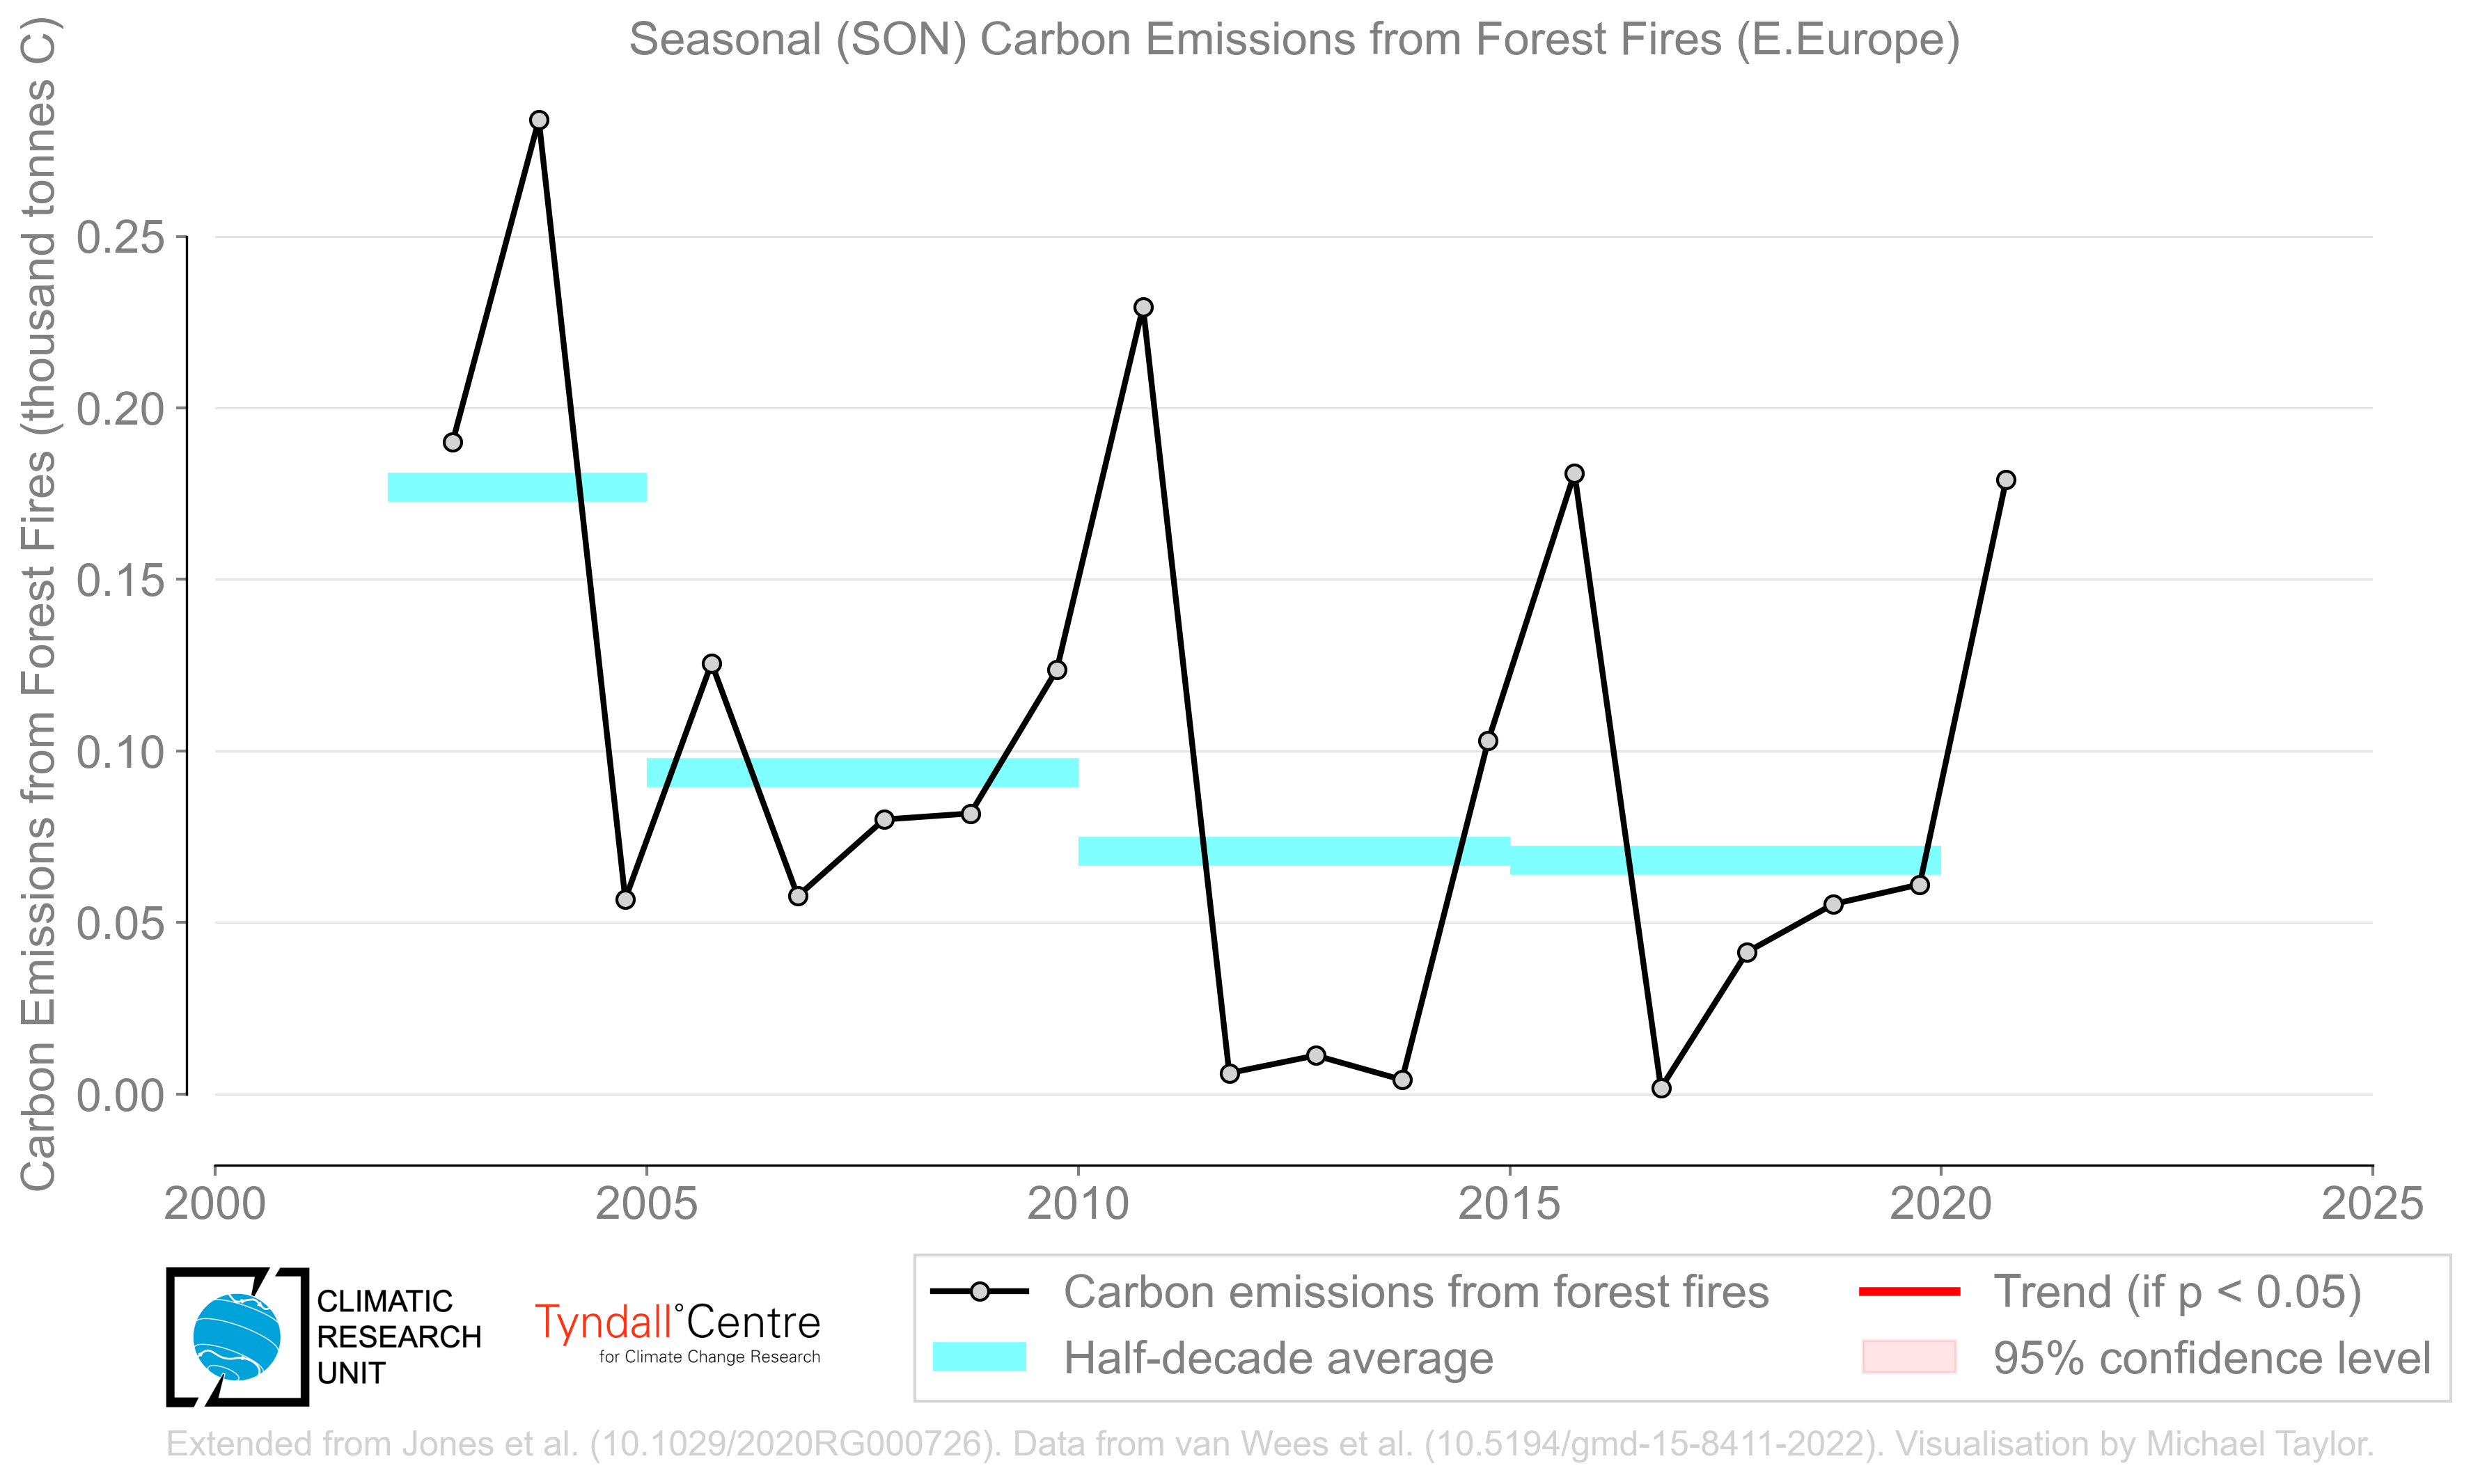 Seasonal (SON) Carbon Emissions from Forest Fires (E.Europe)
Carbon Emissions from Forest Fires (thousand tonnes C)
0.25
0.20
0.15
0.10
0.05
0.00
2000 2005 2010 2015 2020 2025
CLIMATIC
RESEARCH
UNIT
Tyndall°Centre
for Climate Change Research
Carbon emissions from forest fires
Half-decade average
Trend (if p < 0.05)
95% confidence level
Extended from Jones et al. (10.1029/2020RG000726). Data from van Wees et al. (10.5194/gmd-15-8411-2022). Visualisation by Michael Taylor.